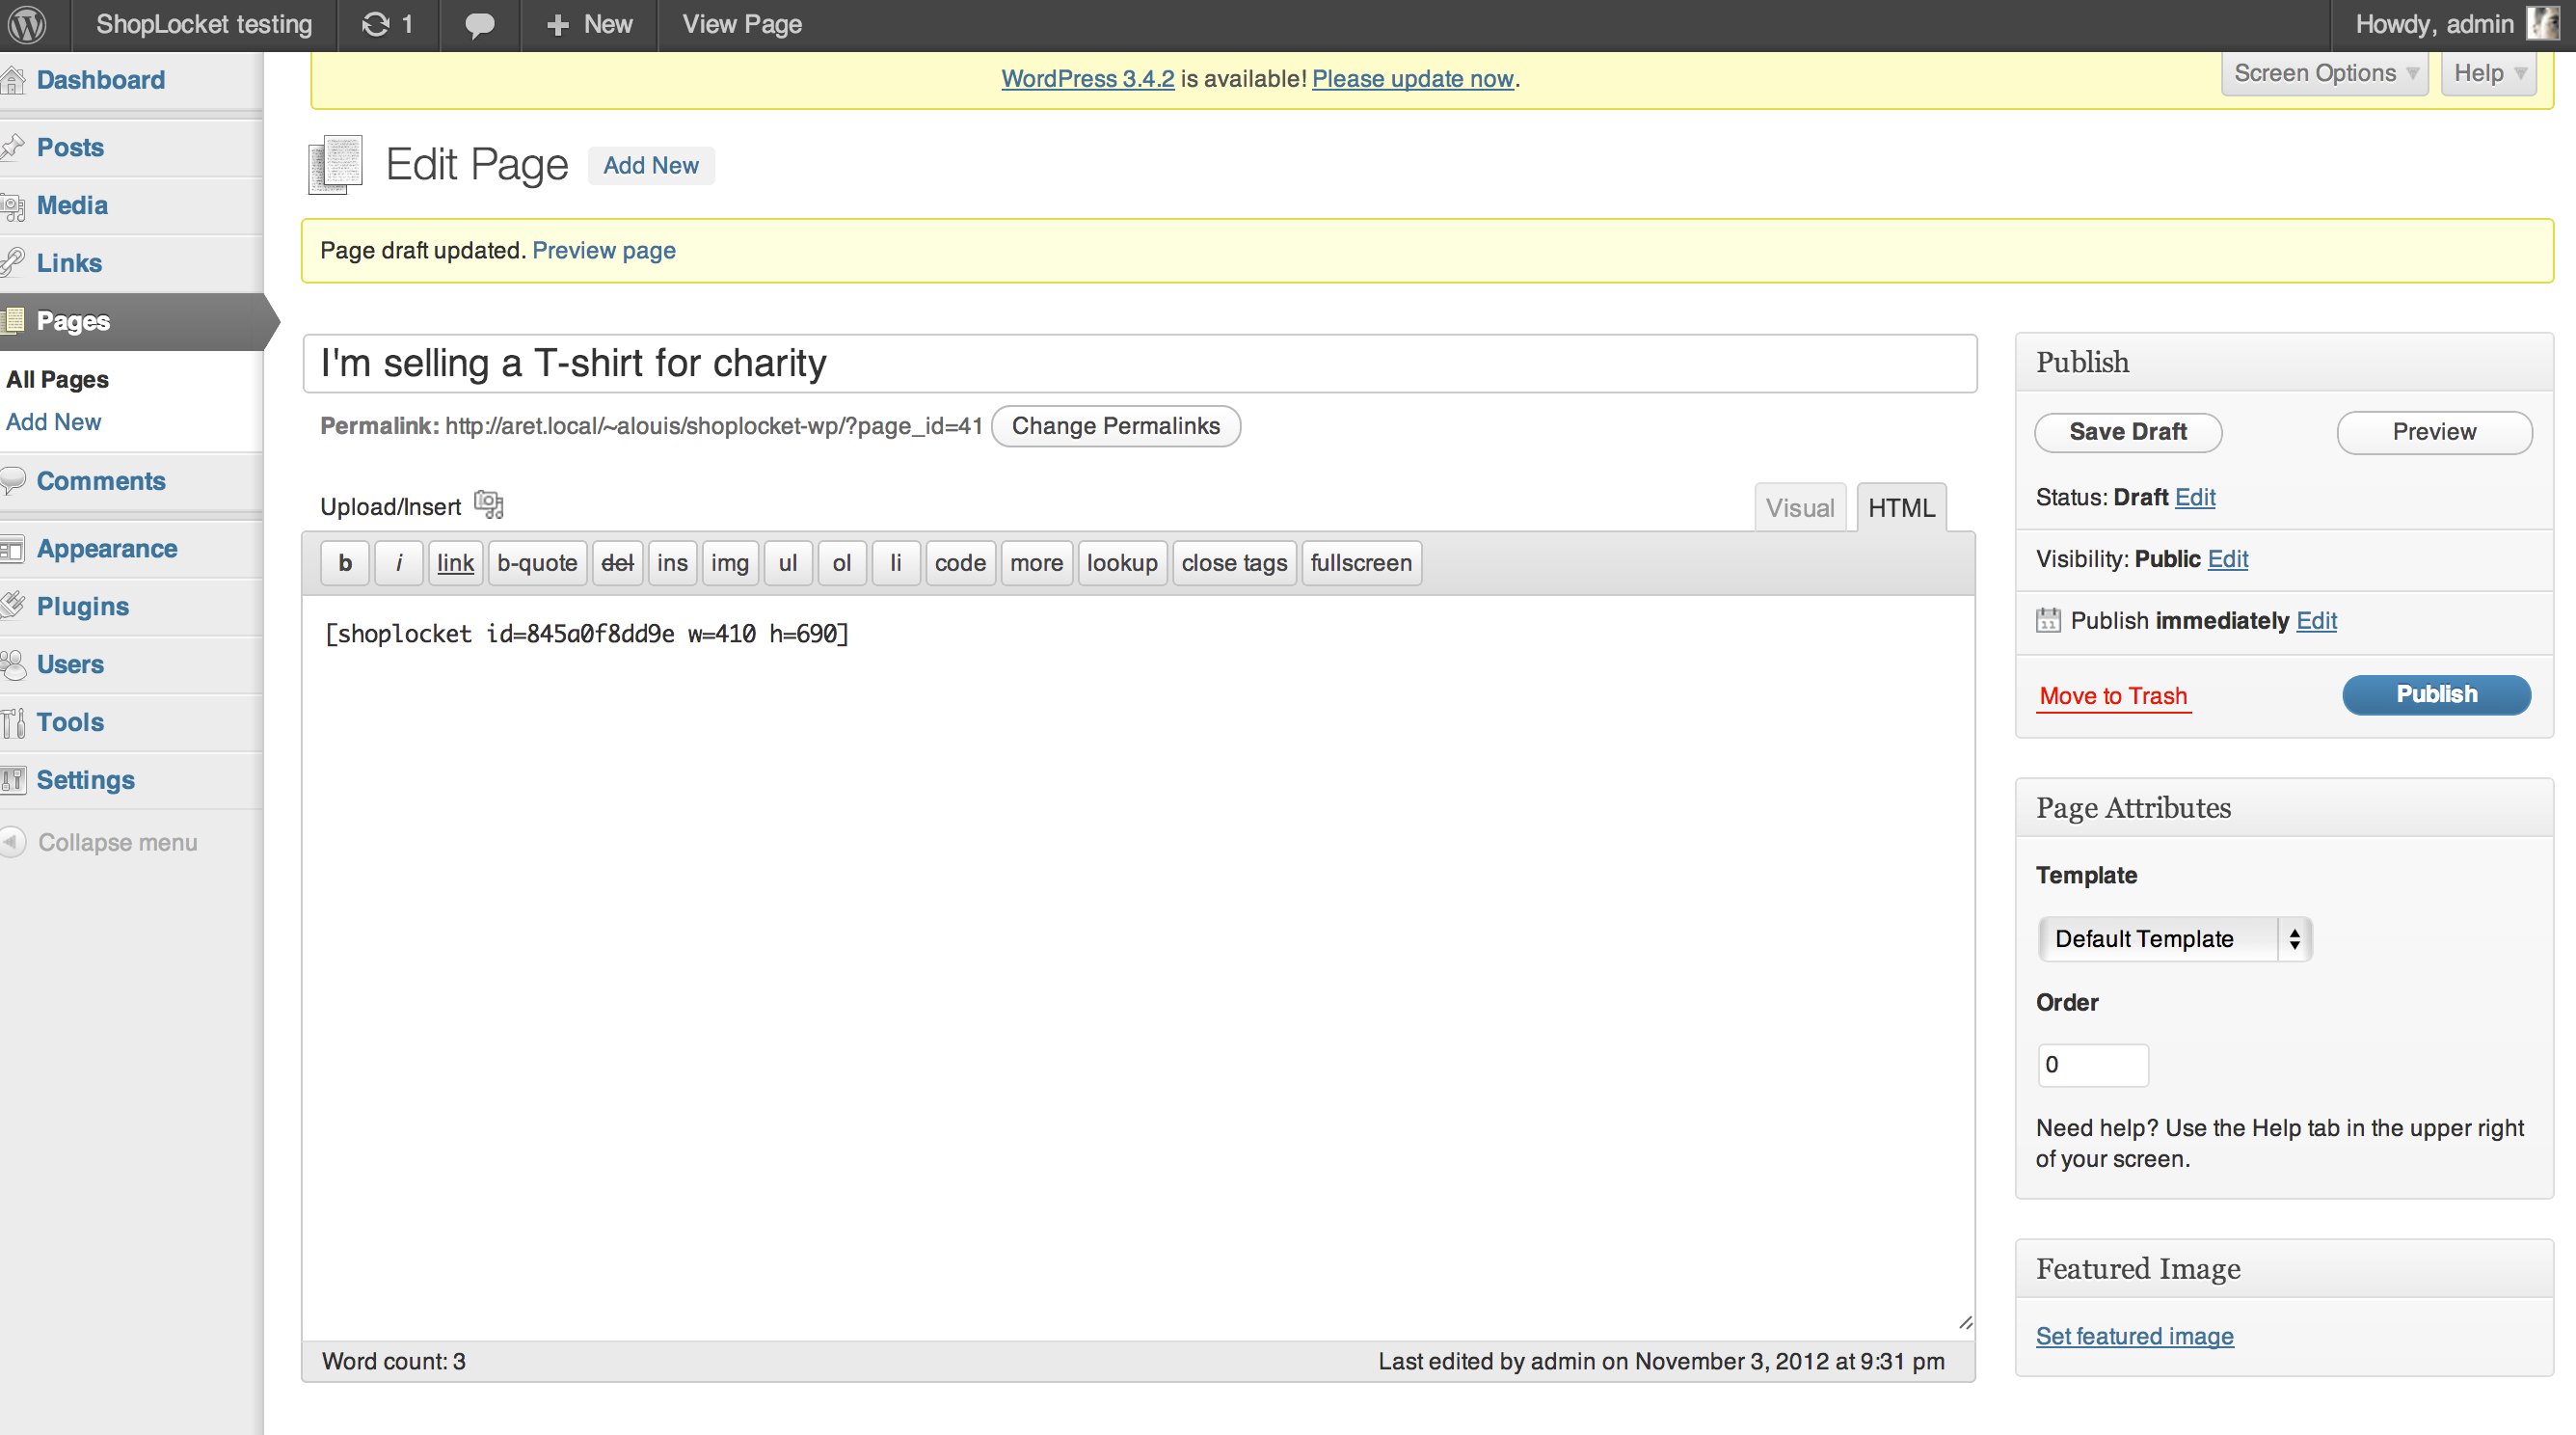 ShopLocket testing 1 New View Page Howdy, admin
WordPress 3.4.2 is available! Please update now.
Screen Options Help
Dashboard
Posts
Media
Links
Pages
All Pages
Add New
Comments
Appearance
Plugins
Users
Tools
Settings
Collapse menu
Edit Page Add New
Page draft updated. Preview page
I'm selling a T-shirt for charity
Permalink: http://aret.local/~alouis/shoplocket-wp/?page_id=41 Change Permalinks
Upload/Insert
Visual HTML
b i link b-quote del ins img ul ol li code more lookup close tags fullscreen
[shoplocket id=845a0f8dd9e w=410 h=690]
Word count: 3 Last edited by admin on November 3, 2012 at 9:31 pm
Publish
Save Draft Preview
Status: Draft Edit
Visibility: Public Edit
11 Publish immediately Edit
Move to Trash Publish
Page Attributes
Template
Default Template
Order
0
Need help? Use the Help tab in the upper right
of your screen.
Featured Image
Set featured image